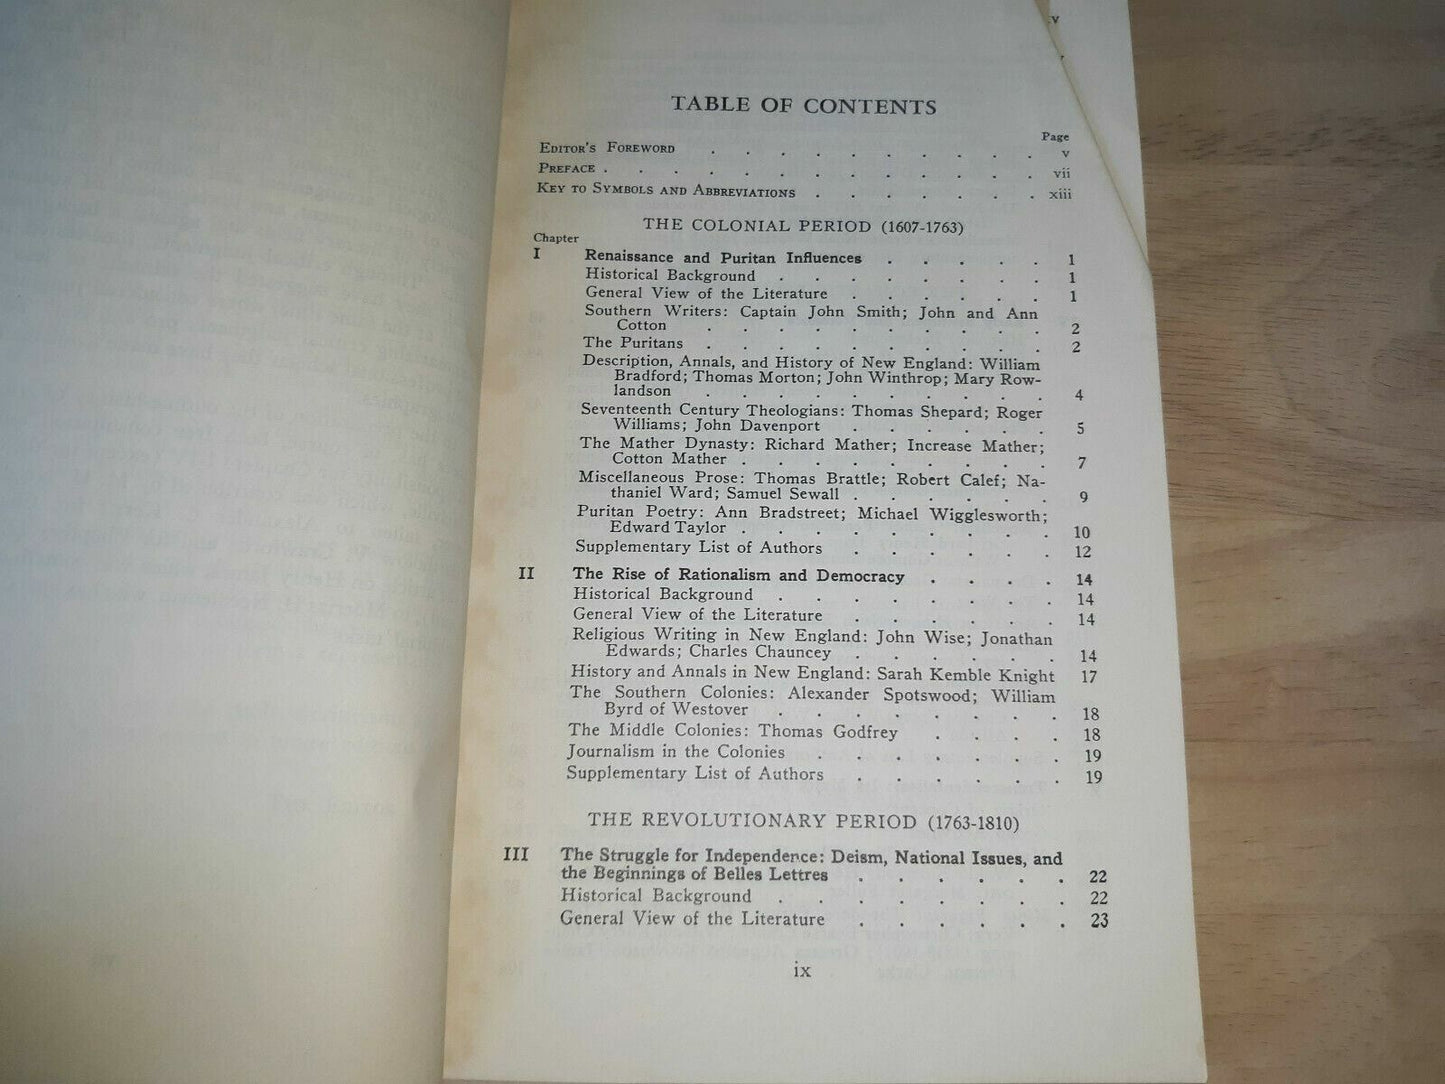 TABLE OF CONTENTS
Page
EDITOR'S FOREWORD . . . . . . . . . . v
PREFACE . . . . . . . . . . . . . vii
KEY TO SYMBOLS AND ABBREVIATIONS . . . . . . . xiii
THE COLONIAL PERIOD (1607-1763)
Chapter
I Renaissance and Puritan Influences . . . . . 1
Historical Background . . . . . . . . 1
General View of the Literature . . . . . . 1
Southern Writers: Captain John Smith; John and Ann
Cotton . . . . . . . . . . 2
The Puritans . . . . . . . . . . 2
Description, Annals, and History of New England: William
Bradford; Thomas Morton; John Winthrop; Mary Row-
landson . . . . . . . . . . 4
Seventeenth Century Theologians: Thomas Shepard; Roger
Williams; John Davenport . . . . . . 5
The Mather Dynasty: Richard Mather; Increase Mather;
Cotton Mather . . . . . . . . . 7
Miscellaneous Prose: Thomas Brattle; Robert Calef; Na-
thaniel Ward; Samuel Sewall . . . . . . 9
Puritan Poetry: Ann Bradstreet; Michael Wigglesworth;
Edward Taylor . . . . . . . . . 10
Supplementary List of Authors . . . . . . 12
II The Rise of Rationalism and Democracy . . . . 14
Historical Background . . . . . . . . 14
General View of the Literature . . . . . . 14
Religious Writing in New England: John Wise; Jonathan
Edwards; Charles Chauncey . . . . . . 14
History and Annals in New England: Sarah Kemble Knight 17
The Southern Colonies: Alexander Spotswood; William
Byrd of Westover . . . . . . . . 18
The Middle Colonies: Thomas Godfrey . . . . 18
Journalism in the Colonies . . . . . . . 19
Supplementary List of Authors . . . . . . 19
THE REVOLUTIONARY PERIOD (1763-1810)
III The Struggle for Independence: Deism, National Issues, and
the Beginnings of Belles Lettres . . . . . . 22
Historical Background . . . . . . . . 22
General View of the Literature . . . . . . 23
ix